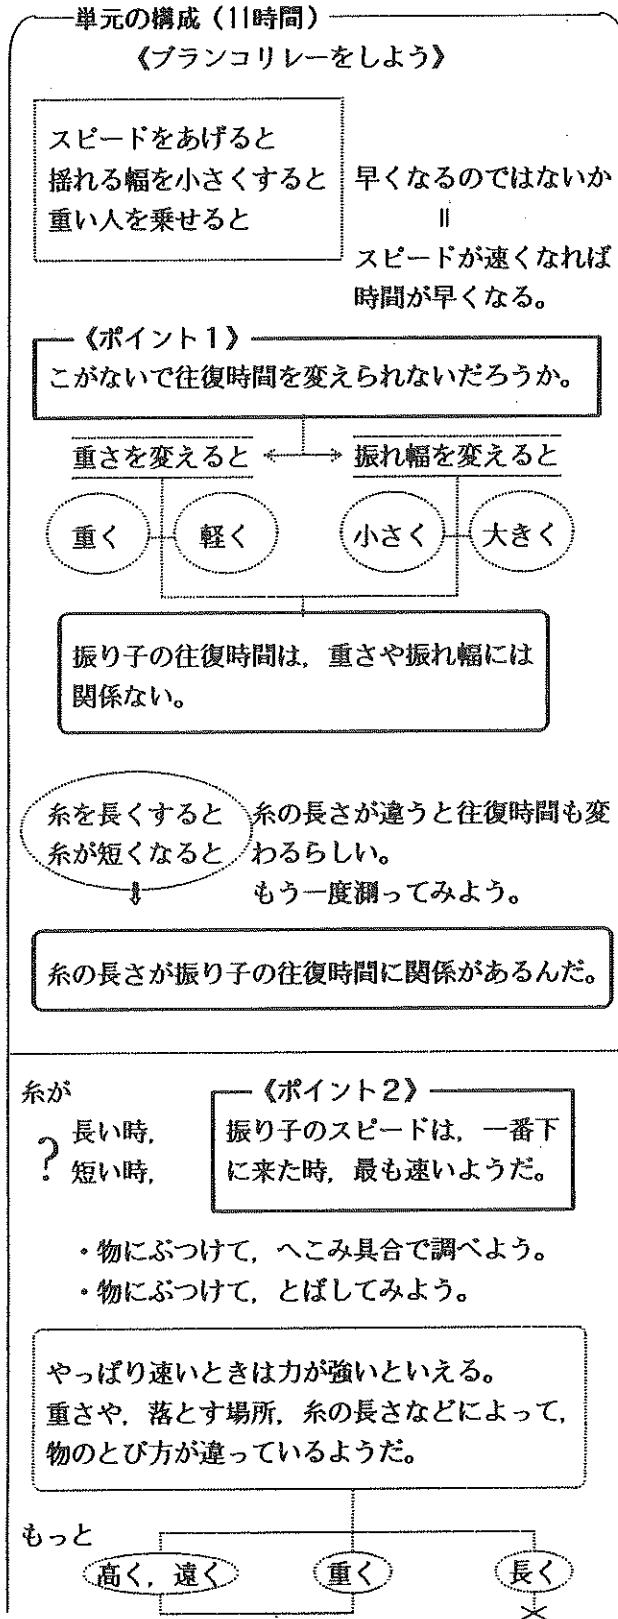 単元の構成(11時間)
《ブランコリレーをしよう》
スピードをあげると
揺れる幅を小さくすると
重い人を乗せると
早くなるのではないか
॥
スピードが速くなれば
時間が早くなる。
《ポイント1》
こがないで往復時間を変えられないだろうか。
重さを変えると
振れ幅を変えると
重く
軽く
小さく
大きく
振り子の往復時間は,重さや振れ幅には
関係ない。
糸を長くすると
糸が短くなると
糸の長さが違うと往復時間も変
わるらしい。
もう一度測ってみよう。
糸の長さが振り子の往復時間に関係があるんだ。
糸が
?
長い時,
短い時,
《ポイント2》
振り子のスピードは,一番下
に来た時,最も速いようだ。
・物にぶつけて,へこみ具合で調べよう。
・物にぶつけて,とばしてみよう。
やっぱり速いときは力が強いといえる。
重さや,落とす場所,糸の長さなどによって,
物のとび方が違っているようだ。
もっと
高く,遠く
重く
長く
×